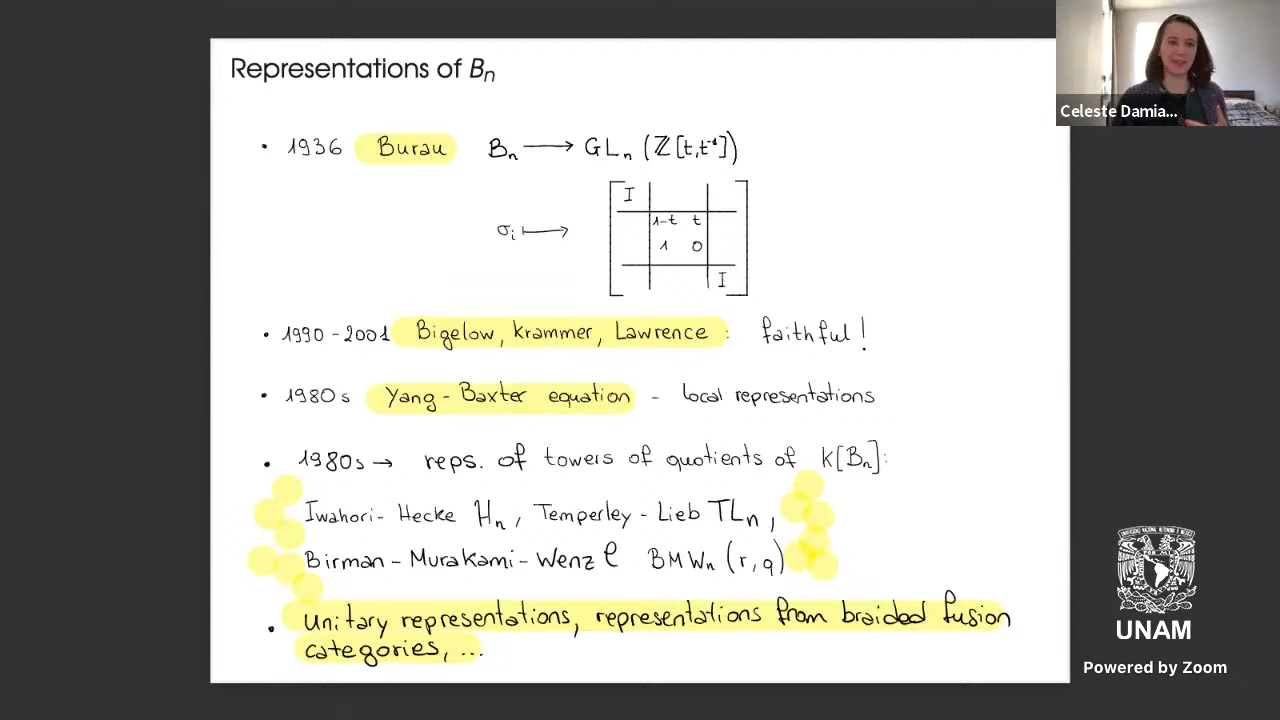 Representations of Bn
Celeste Damia...
• 1936 Burau Bn ⟶ GLn (ℤ[t,t⁻¹])
σi ⟼
I
1-t t
1 0
I
• 1990-2001 Bigelow, Krammer, Lawrence: faithful!
• 1980s Yang-Baxter equation - local representations
• 1980s → reps. of towers of quotients of K[Bn]:
Iwahori-Hecke Hn, Temperley-Lieb TLn,
Birman-Murakami-Wenzl BMWn (r,q)
• Unitary representations, representations from braided fusion
categories, ...
UNAM
Powered by Zoom